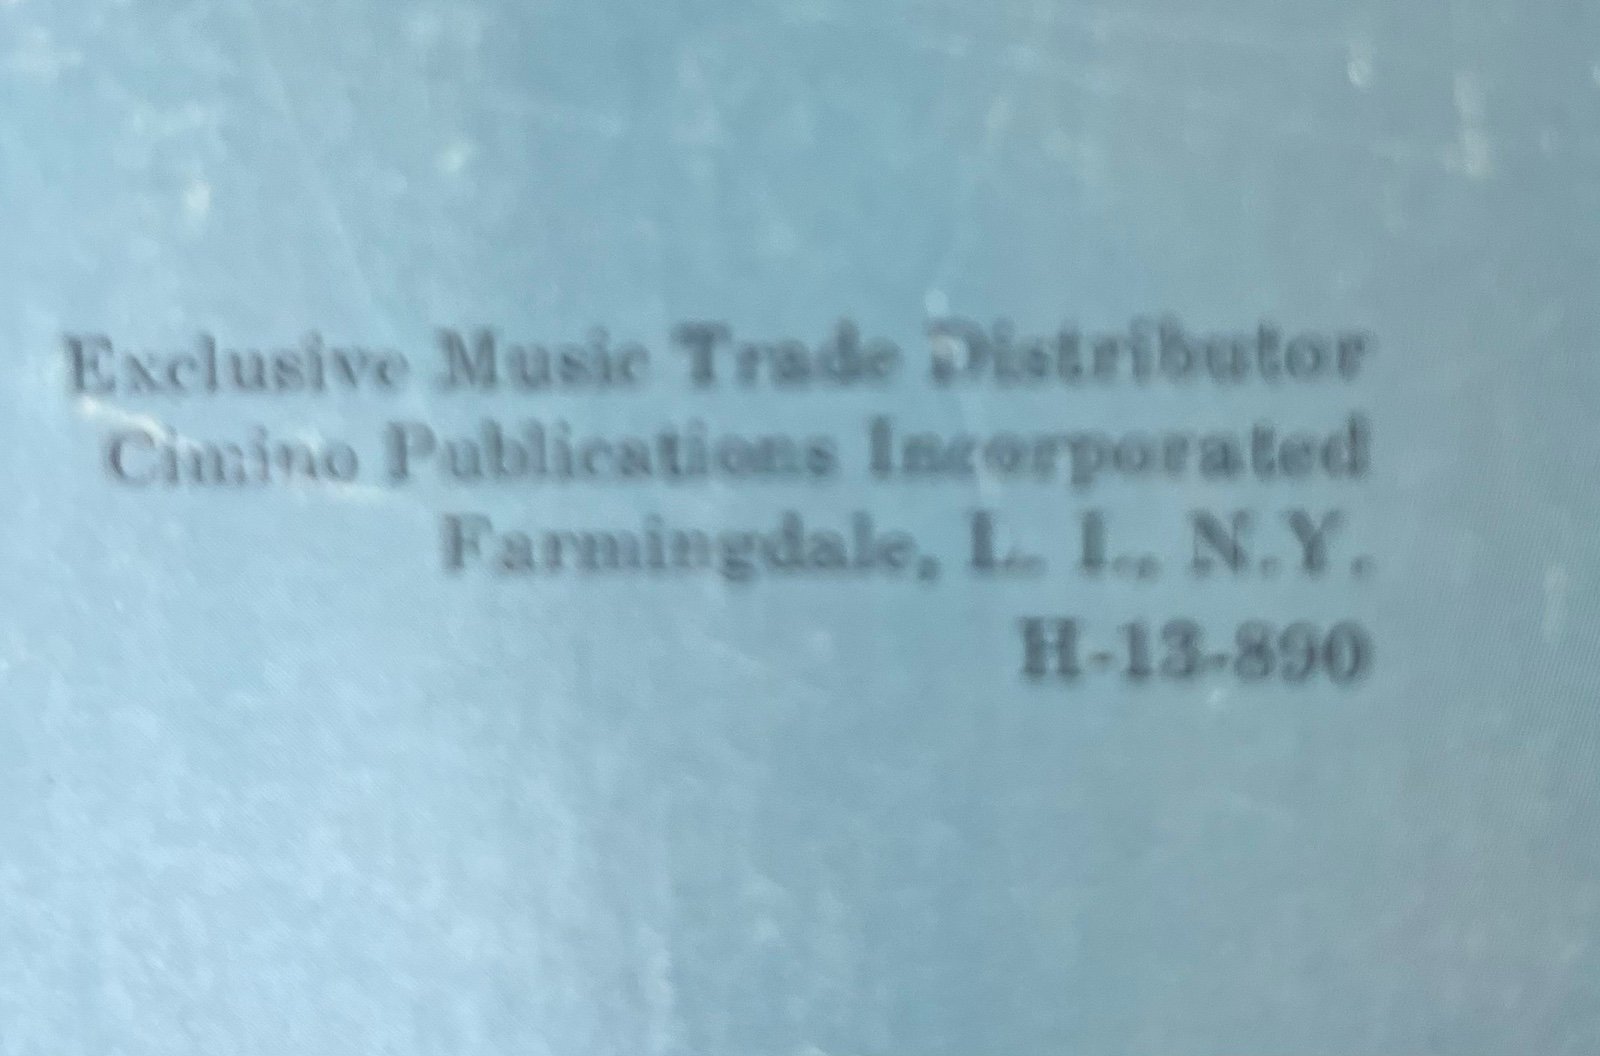 Exclusive Music Trade Distributor
Cimino Publications Incorporated
Farmingdale, L. I., N.Y.
H-13-890